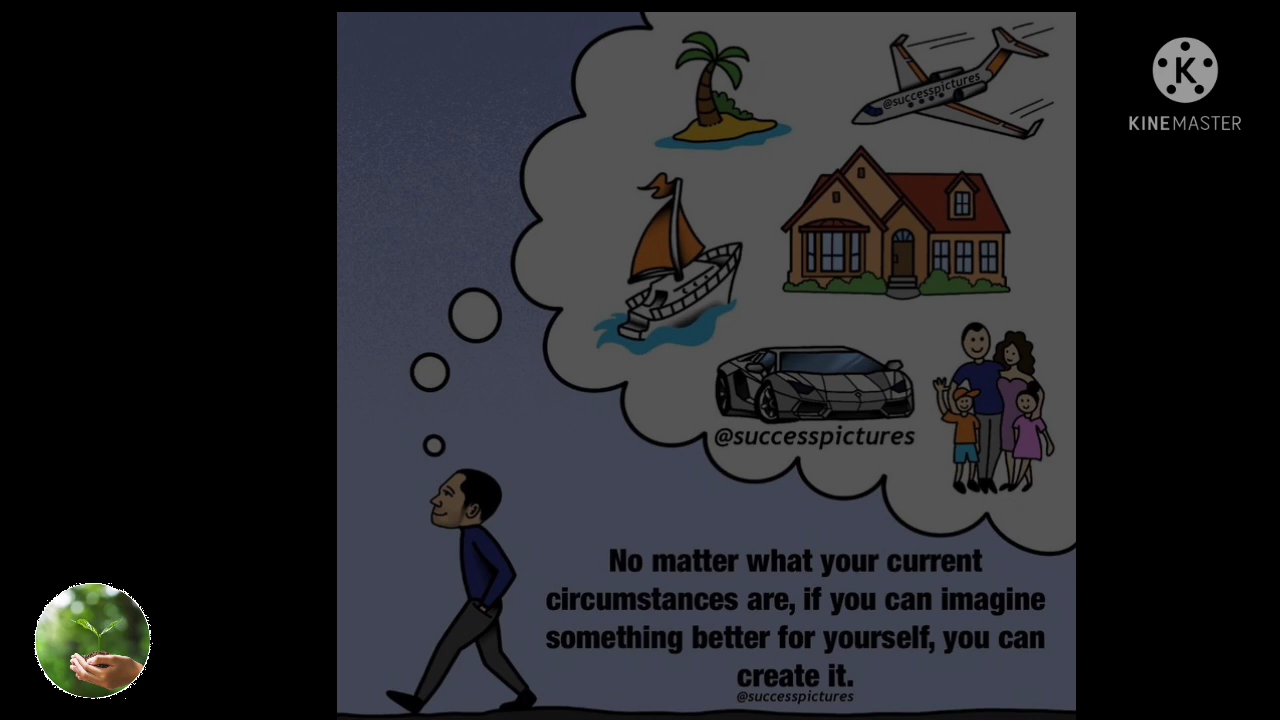 @successpictures
K
KINEMASTER
@successpictures
No matter what your current
circumstances are, if you can imagine
something better for yourself, you can
create it.
@successpictures